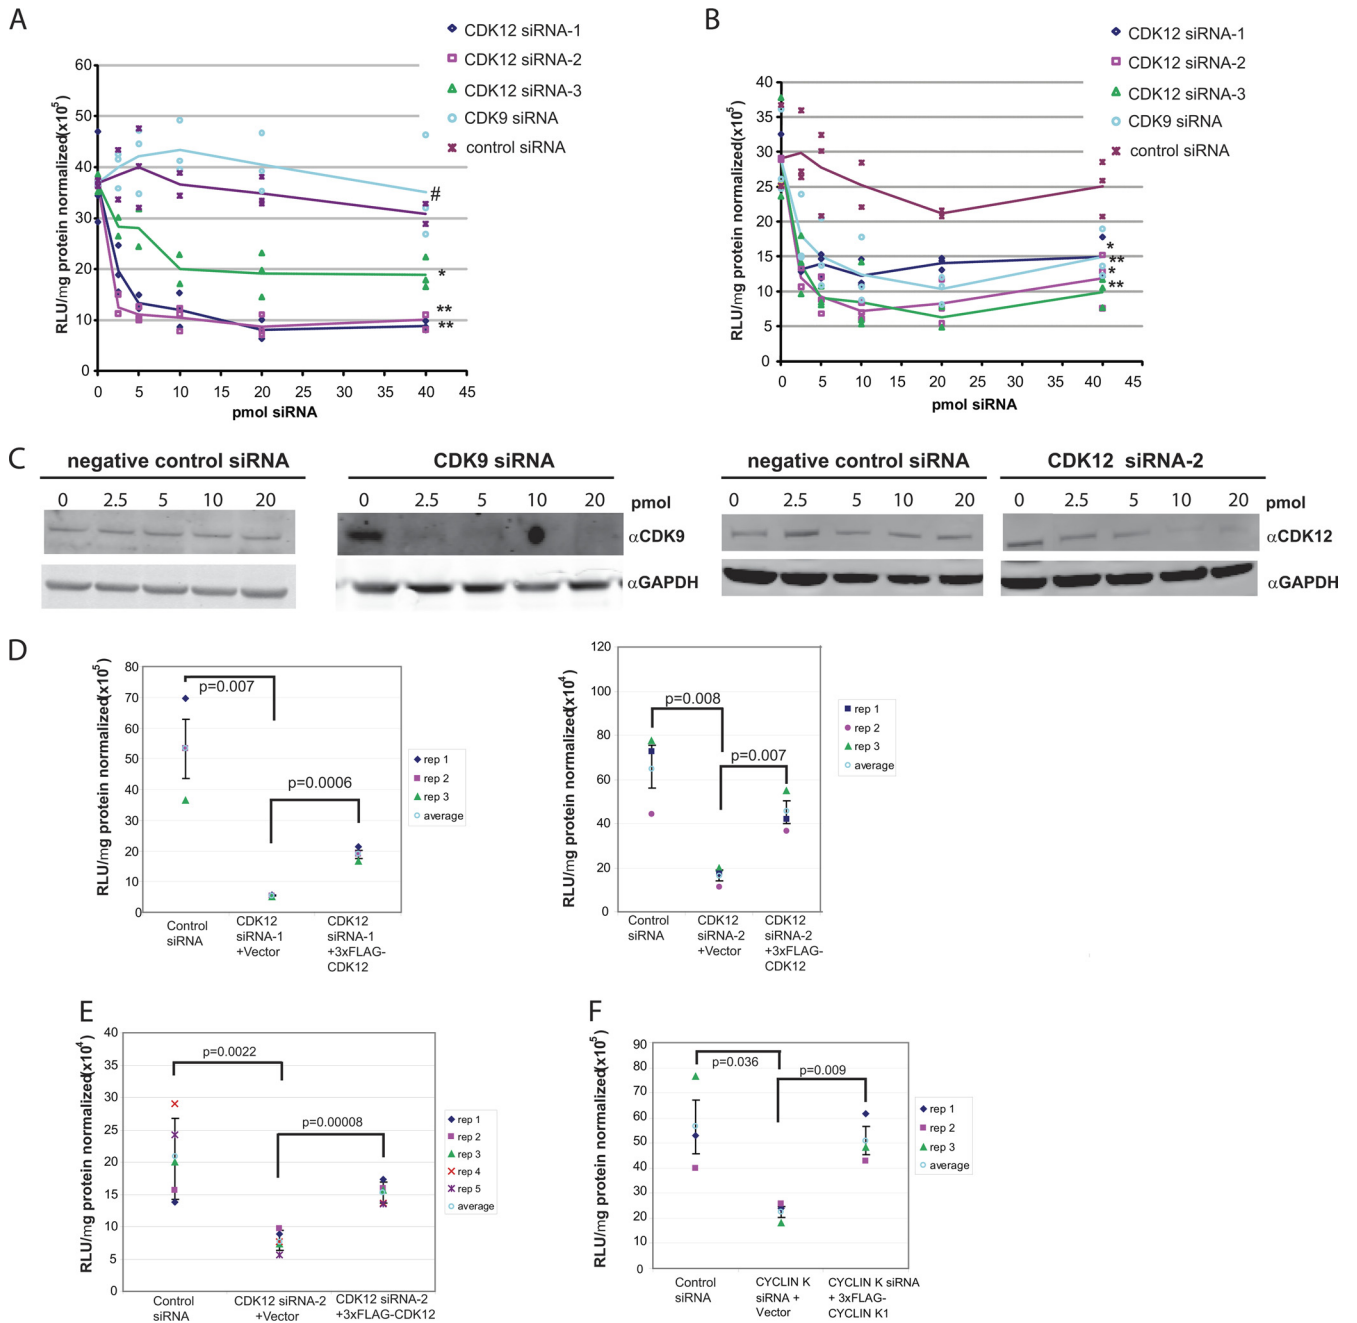 A
CDK12 siRNA-1
CDK12 siRNA-2
CDK12 siRNA-3
CDK9 siRNA
control siRNA
RLU/mg protein normalized(x10⁵)
60
50
40
30
20
10
0
#
*
**
**
0 5 10 15 20 25 30 35 40 45
pmol siRNA
B
CDK12 siRNA-1
CDK12 siRNA-2
CDK12 siRNA-3
CDK9 siRNA
control siRNA
RLU/mg protein normalized(x10⁵)
40
35
30
25
20
15
10
5
0
*
**
*
**
0 5 10 15 20 25 30 35 40 45
pmol siRNA
C
negative control siRNA
0 2.5 5 10 20
CDK9 siRNA
0 2.5 5 10 20 pmol
αCDK9
αGAPDH
negative control siRNA
0 2.5 5 10 20
CDK12 siRNA-2
0 2.5 5 10 20 pmol
αCDK12
αGAPDH
D
RLU/mg protein normalized(x10⁵)
80
70
60
50
40
30
20
10
0
p=0.007
p=0.0006
rep 1
rep 2
rep 3
average
Control
siRNA
CDK12
siRNA-1
+Vector
CDK12
siRNA-1
+3xFLAG-
CDK12
RLU/mg protein normalized(x10⁴)
120
100
80
60
40
20
0
p=0.008
p=0.007
rep 1
rep 2
rep 3
average
Control
siRNA
CDK12
siRNA-2
+Vector
CDK12
siRNA-2
+3xFLAG-
CDK12
E
RLU/mg protein normalized(x10⁴)
40
35
30
25
20
15
10
5
0
p=0.0022
p=0.00008
rep 1
rep 2
rep 3
rep 4
rep 5
average
Control
siRNA
CDK12 siRNA-2
+Vector
CDK12 siRNA-2
+3xFLAG-CDK12
F
RLU/mg protein normalized(x10⁵)
90
80
70
60
50
40
30
20
10
0
p=0.036
p=0.009
rep 1
rep 2
rep 3
average
Control
siRNA
CYCLIN K
siRNA +
Vector
CYCLIN K siRNA
+ 3xFLAG-
CYCLIN K1